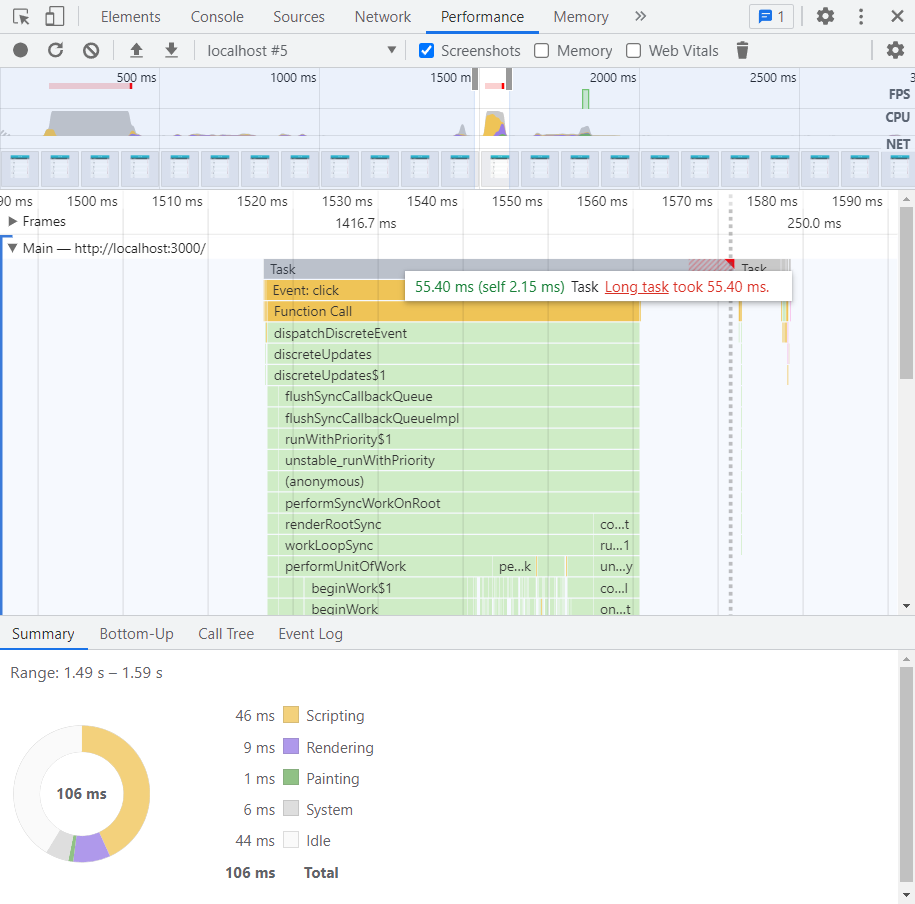 Elements Console Sources Network Performance Memory » 1
localhost #5 Screenshots Memory Web Vitals
500 ms 1000 ms 1500 m 2000 ms 2500 ms 3
FPS
CPU
NET
90 ms 1500 ms 1510 ms 1520 ms 1530 ms 1540 ms 1550 ms 1560 ms 1570 ms 1580 ms 1590 ms
Frames 1416.7 ms 250.0 ms
Main — http://localhost:3000/
Task Task
Event: click
55.40 ms (self 2.15 ms) Task Long task took 55.40 ms.
Function Call
dispatchDiscreteEvent
discreteUpdates
discreteUpdates$1
flushSyncCallbackQueue
flushSyncCallbackQueueImpl
runWithPriority$1
unstable_runWithPriority
(anonymous)
performSyncWorkOnRoot
renderRootSync co…t
workLoopSync ru…1
performUnitOfWork pe…k un…y
beginWork$1 co…l
beginWork on…t
Summary Bottom-Up Call Tree Event Log
Range: 1.49 s – 1.59 s
46 ms Scripting
9 ms Rendering
1 ms Painting
106 ms
6 ms System
44 ms Idle
106 ms Total